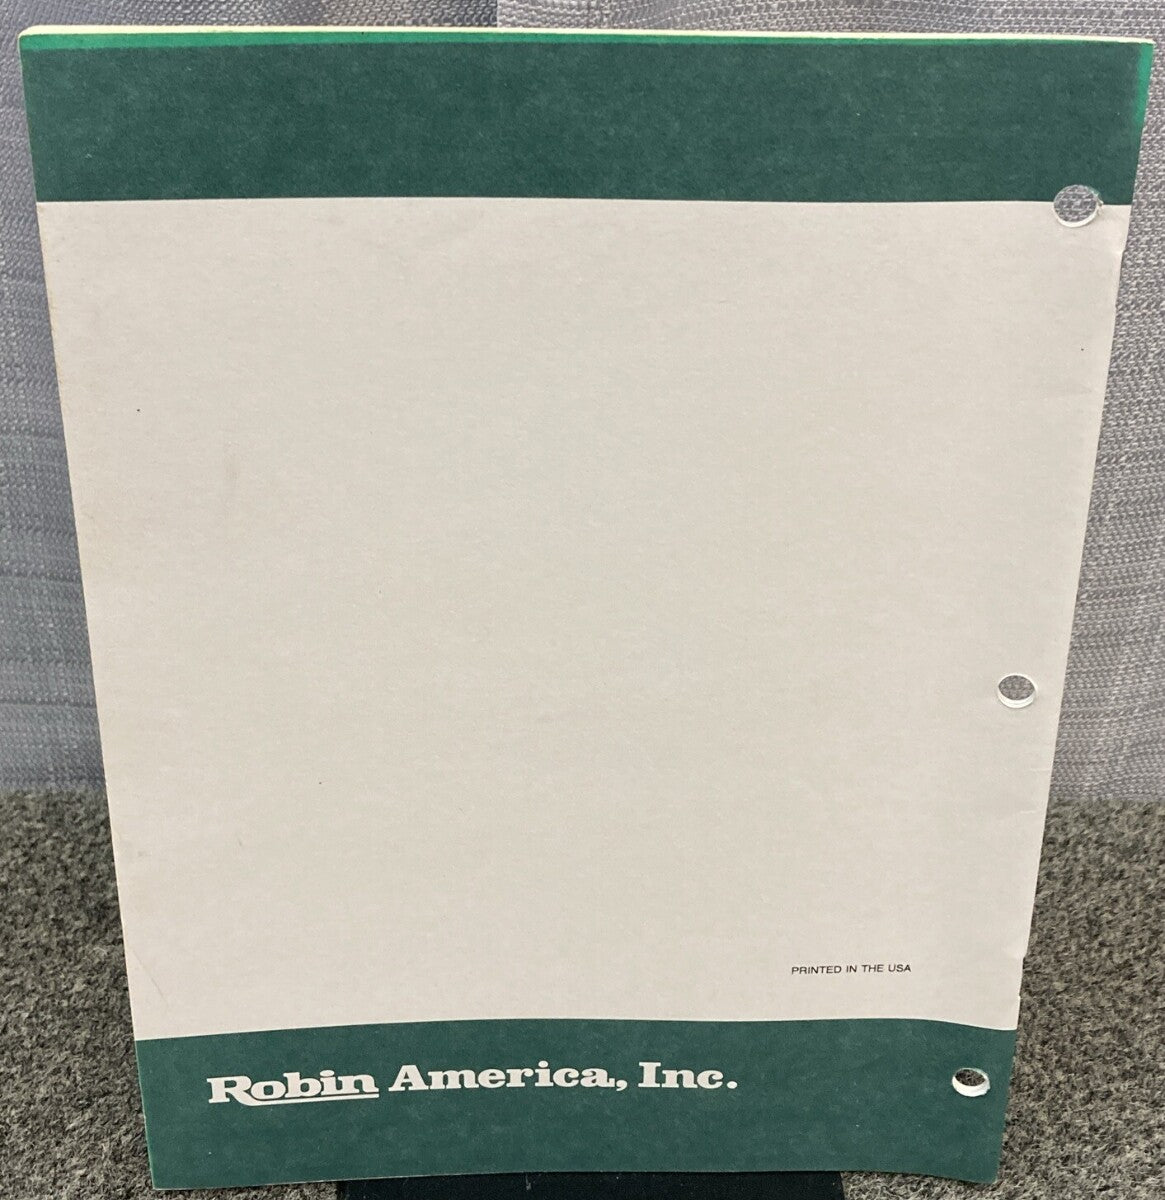 PRINTED IN THE USA
Robin America, Inc.